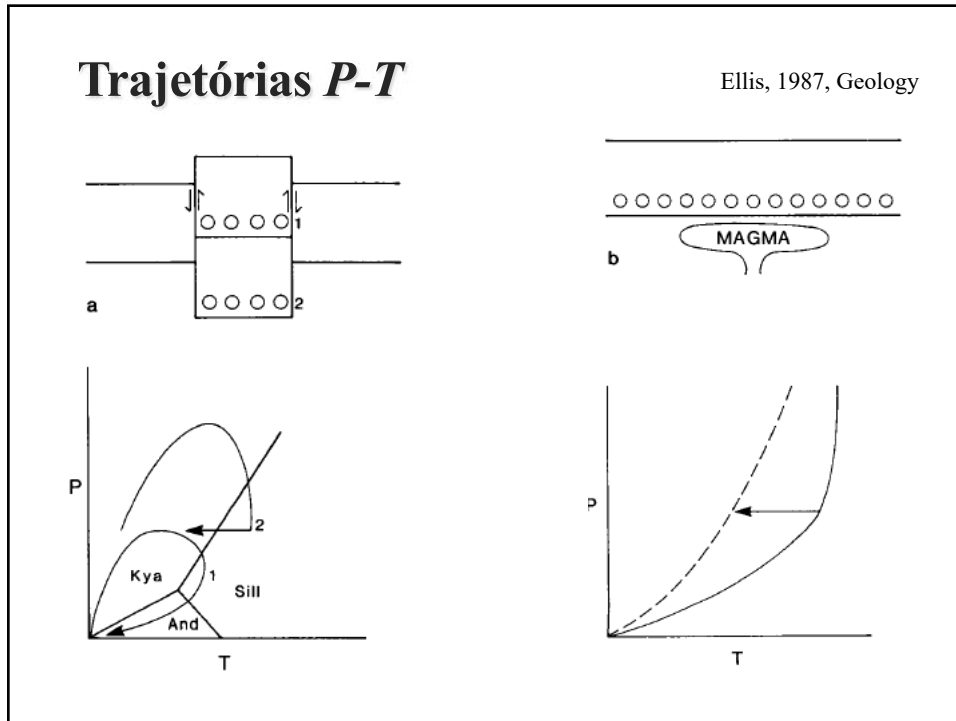 Trajetórias P-T
Ellis, 1987, Geology
1
2
a
MAGMA
b
P
2
Kya
1
Sill
And
T
P
T